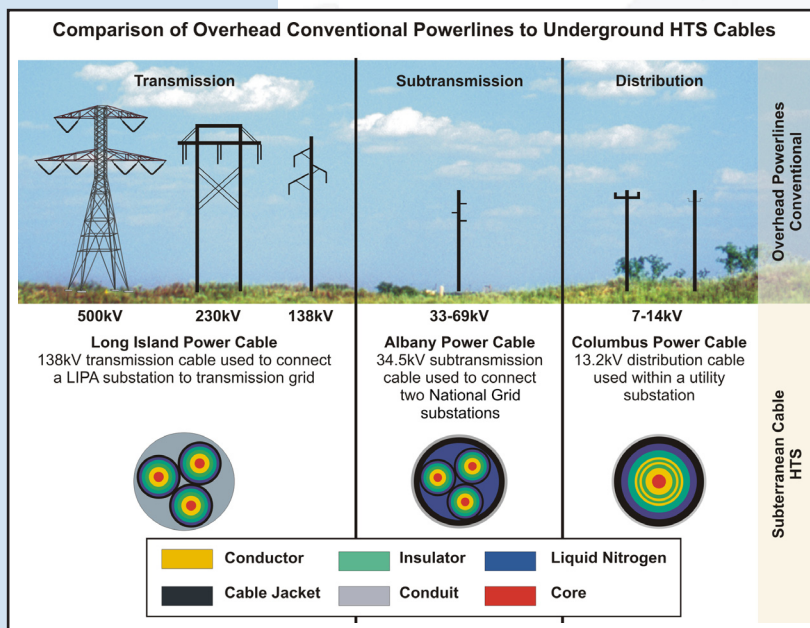 Comparison of Overhead Conventional Powerlines to Underground HTS Cables
Transmission
Subtransmission
Distribution
Overhead Powerlines
Conventional
500kV
230kV
138kV
33-69kV
7-14kV
Long Island Power Cable
138kV transmission cable used to connect
a LIPA substation to transmission grid
Albany Power Cable
34.5kV subtransmission
cable used to connect
two National Grid
substations
Columbus Power Cable
13.2kV distribution cable
used within a utility
substation
Subterranean Cable
HTS
Conductor
Insulator
Liquid Nitrogen
Cable Jacket
Conduit
Core